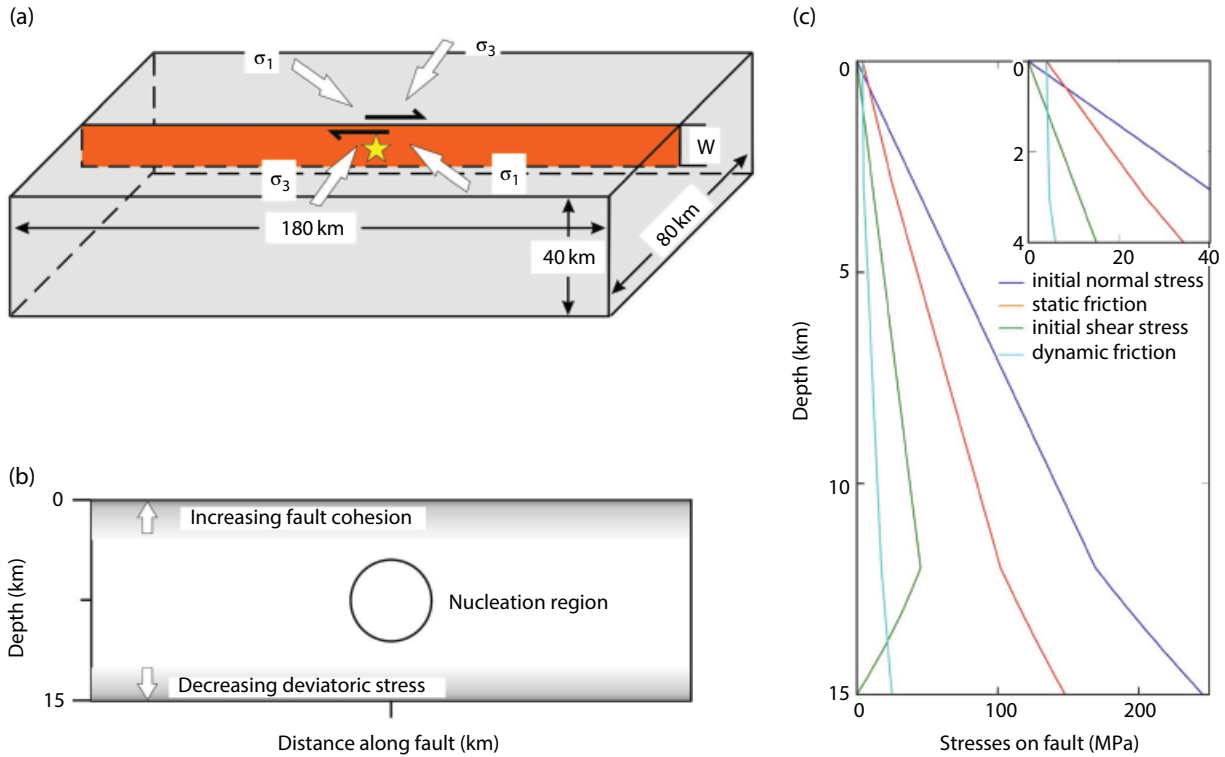 (a)
σ1
σ3
W
σ3
σ1
180 km
40 km
80 km
(b)
0
Increasing fault cohesion
Nucleation region
Depth (km)
Decreasing deviatoric stress
15
Distance along fault (km)
(c)
0
5
10
15
Depth (km)
0
100
200
Stresses on fault (MPa)
0
2
4
0
20
40
initial normal stress
static friction
initial shear stress
dynamic friction